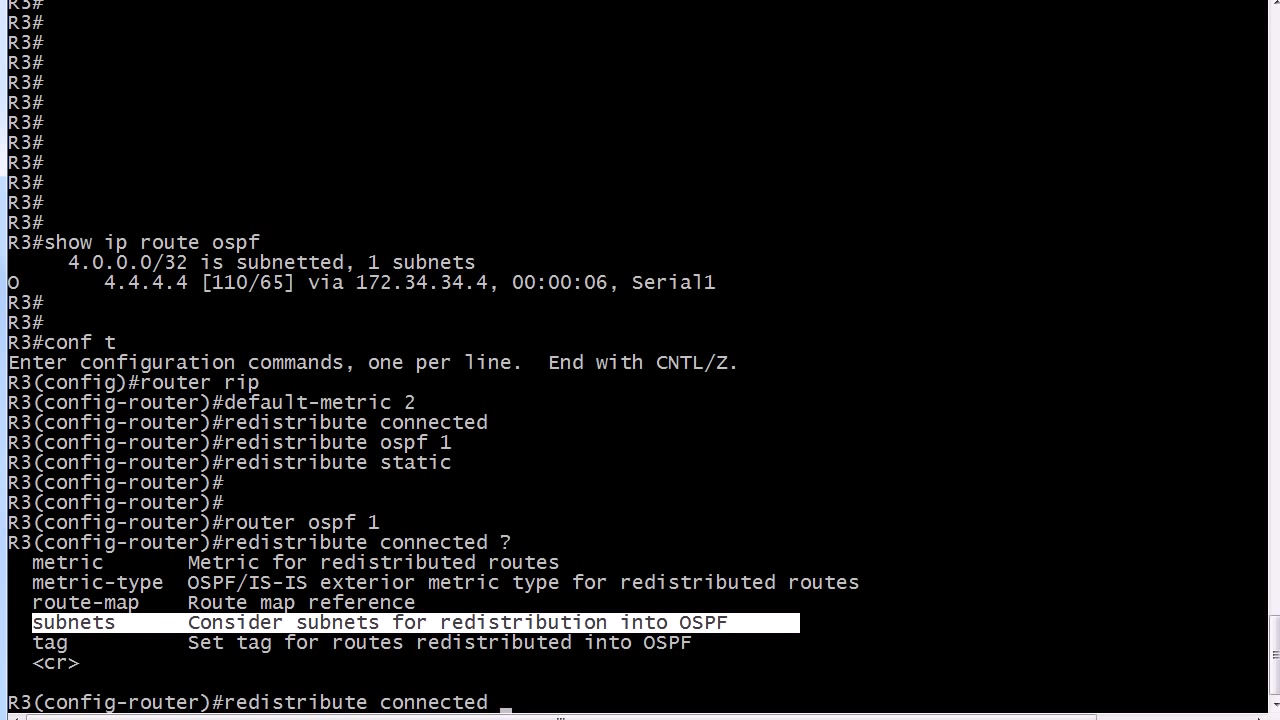 R3#
R3#
R3#
R3#
R3#
R3#
R3#
R3#
R3#
R3#
R3#
R3#
R3#show ip route ospf
     4.0.0.0/32 is subnetted, 1 subnets
O       4.4.4.4 [110/65] via 172.34.34.4, 00:00:06, Serial1
R3#
R3#
R3#conf t
Enter configuration commands, one per line.  End with CNTL/Z.
R3(config)#router rip
R3(config-router)#default-metric 2
R3(config-router)#redistribute connected
R3(config-router)#redistribute ospf 1
R3(config-router)#redistribute static
R3(config-router)#
R3(config-router)#
R3(config-router)#router ospf 1
R3(config-router)#redistribute connected ?
  metric       Metric for redistributed routes
  metric-type  OSPF/IS-IS exterior metric type for redistributed routes
  route-map    Route map reference
  subnets      Consider subnets for redistribution into OSPF
  tag          Set tag for routes redistributed into OSPF
  <cr>
R3(config-router)#redistribute connected _